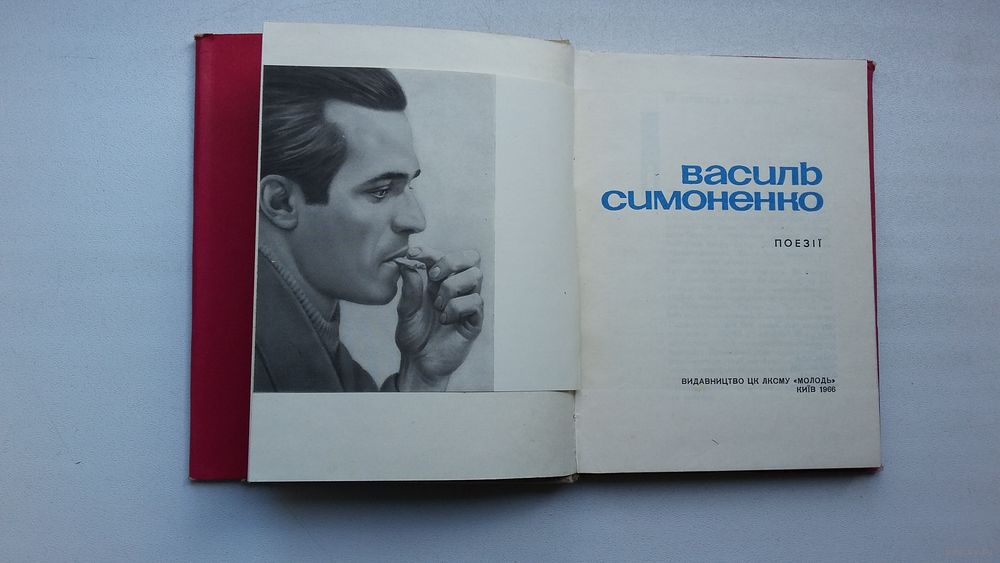 василь
симоненко
ПОЕЗІЇ
ВИДАВНИЦТВО ЦК ЛКСМУ «МОЛОДЬ»
КИЇВ 1966